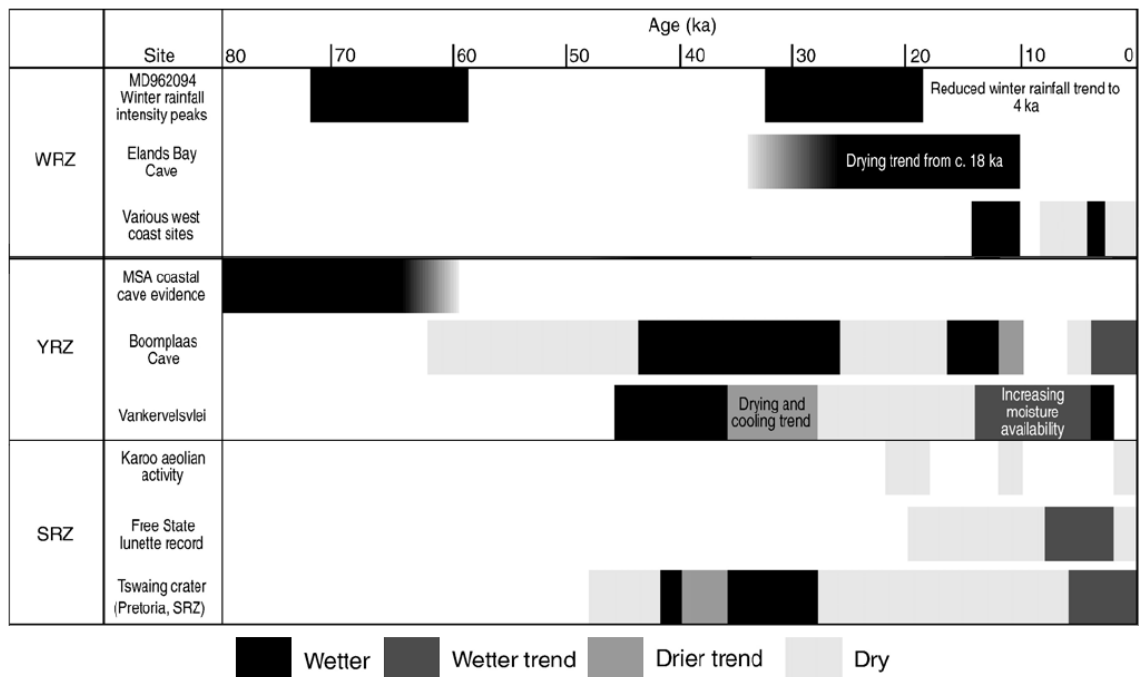 Age (ka)
Site
80
70
60
50
40
30
20
10
0
WRZ
MD962094
Winter rainfall
intensity peaks
Reduced winter rainfall trend to
4 ka
Elands Bay
Cave
Drying trend from c. 18 ka
Various west
coast sites
YRZ
MSA coastal
cave evidence
Boomplaas
Cave
Vankervelsvlei
Drying and
cooling trend
Increasing
moisture
availability
SRZ
Karoo aeolian
activity
Free State
lunette record
Tswaing crater
(Pretoria, SRZ)
Wetter
Wetter trend
Drier trend
Dry